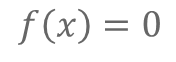 f(x) = 0